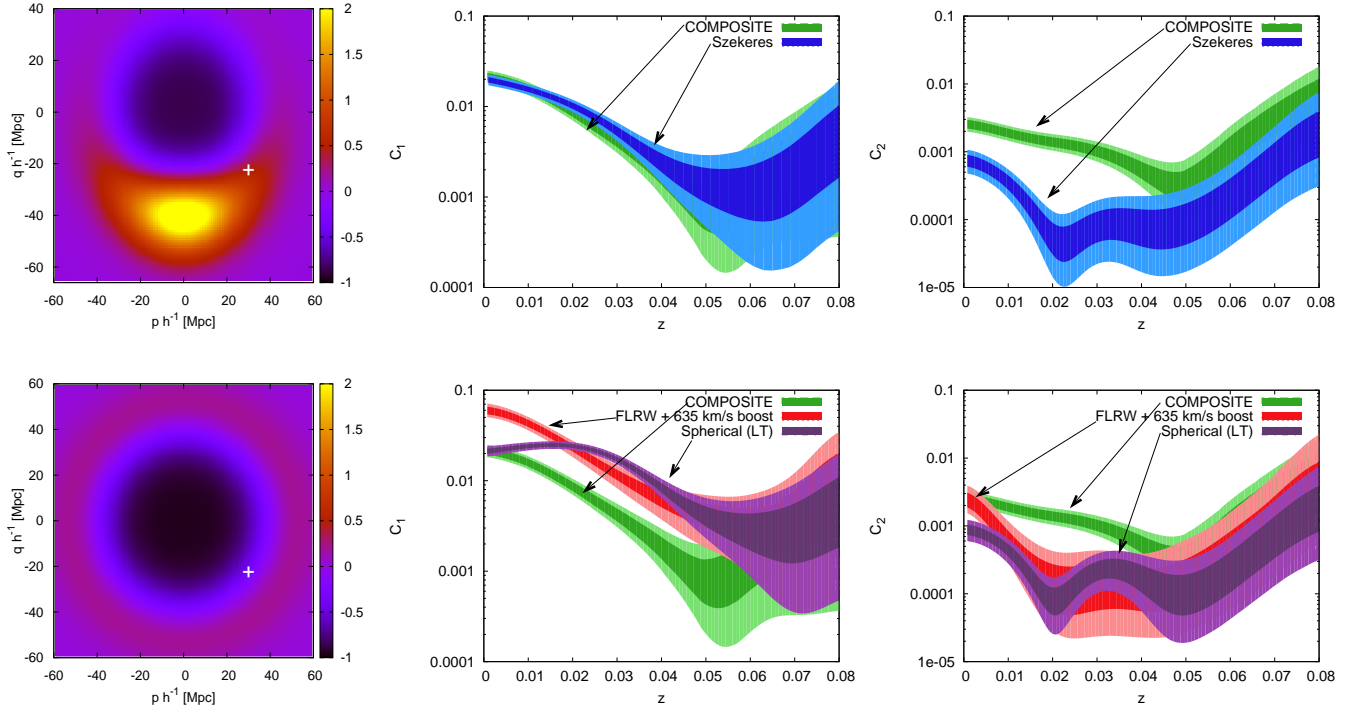 40
20
0
-20
-40
-60
q h⁻¹ [Mpc]
-60 -40 -20 0 20 40 60
p h⁻¹ [Mpc]
2
1.5
1
0.5
0
-0.5
-1
0.1
0.01
0.001
0.0001
C₁
COMPOSITE
Szekeres
0 0.01 0.02 0.03 0.04 0.05 0.06 0.07 0.08
z
0.1
0.01
0.001
0.0001
1e-05
C₂
COMPOSITE
Szekeres
0 0.01 0.02 0.03 0.04 0.05 0.06 0.07 0.08
z
60
40
20
0
-20
-40
-60
q h⁻¹ [Mpc]
-60 -40 -20 0 20 40 60
p h⁻¹ [Mpc]
2
1.5
1
0.5
0
-0.5
-1
0.1
0.01
0.001
0.0001
C₁
COMPOSITE
FLRW + 635 km/s boost
Spherical (LT)
0 0.01 0.02 0.03 0.04 0.05 0.06 0.07 0.08
z
0.1
0.01
0.001
0.0001
1e-05
C₂
COMPOSITE
FLRW + 635 km/s boost
Spherical (LT)
0 0.01 0.02 0.03 0.04 0.05 0.06 0.07 0.08
z